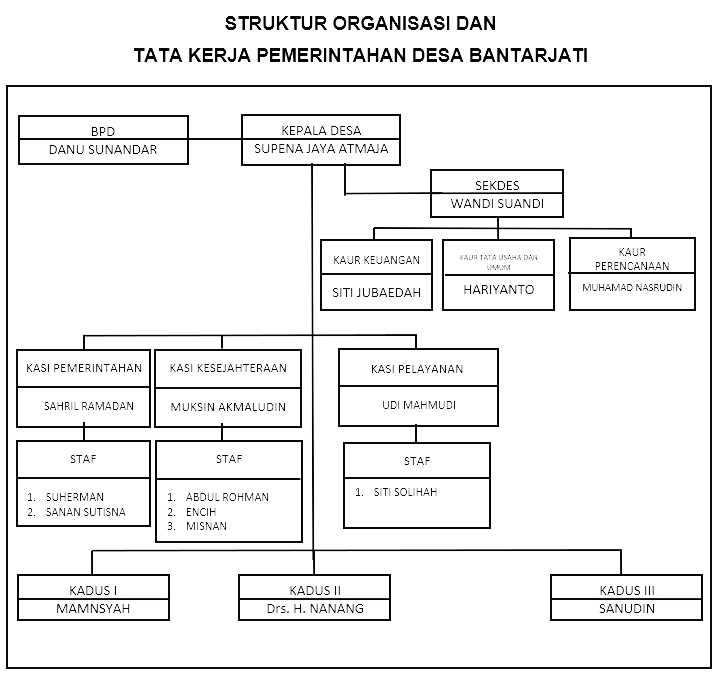 STRUKTUR ORGANISASI DAN
TATA KERJA PEMERINTAHAN DESA BANTARJATI
BPD
DANU SUNANDAR
KEPALA DESA
SUPENA JAYA ATMAJA
SEKDES
WANDI SUANDI
KAUR KEUANGAN
SITI JUBAEDAH
KAUR TATA USAHA DAN
UMUM
HARIYANTO
KAUR
PERENCANAAN
MUHAMAD NASRUDIN
KASI PEMERINTAHAN
SAHRIL RAMADAN
KASI KESEJAHTERAAN
MUKSIN AKMALUDIN
KASI PELAYANAN
UDI MAHMUDI
STAF
1. SUHERMAN
2. SANAN SUTISNA
STAF
1. ABDUL ROHMAN
2. ENCIH
3. MISNAN
STAF
1. SITI SOLIHAH
KADUS I
MAMNSYAH
KADUS II
Drs. H. NANANG
KADUS III
SANUDIN